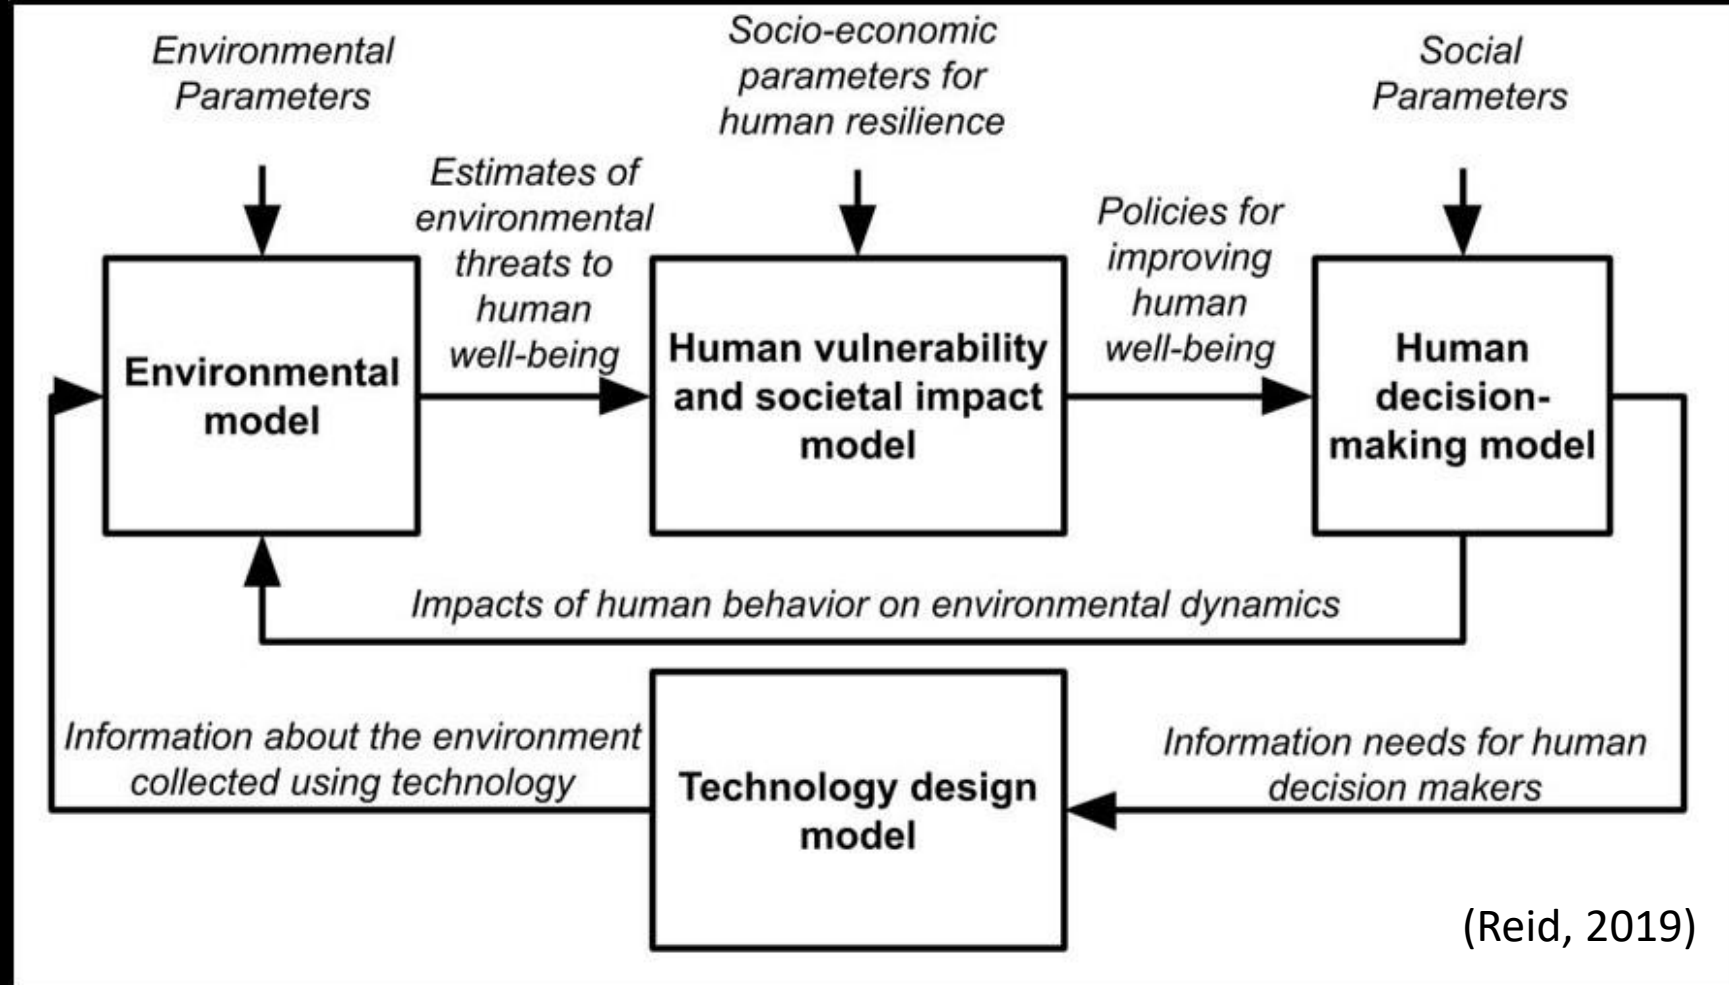 Environmental
Parameters
Socio-economic
parameters for
human resilience
Social
Parameters
Estimates of
environmental
threats to
human
well-being
Policies for
improving
human
well-being
Environmental
model
Human vulnerability
and societal impact
model
Human
decision-
making model
Impacts of human behavior on environmental dynamics
Information about the environment
collected using technology
Technology design
model
Information needs for human
decision makers
(Reid, 2019)